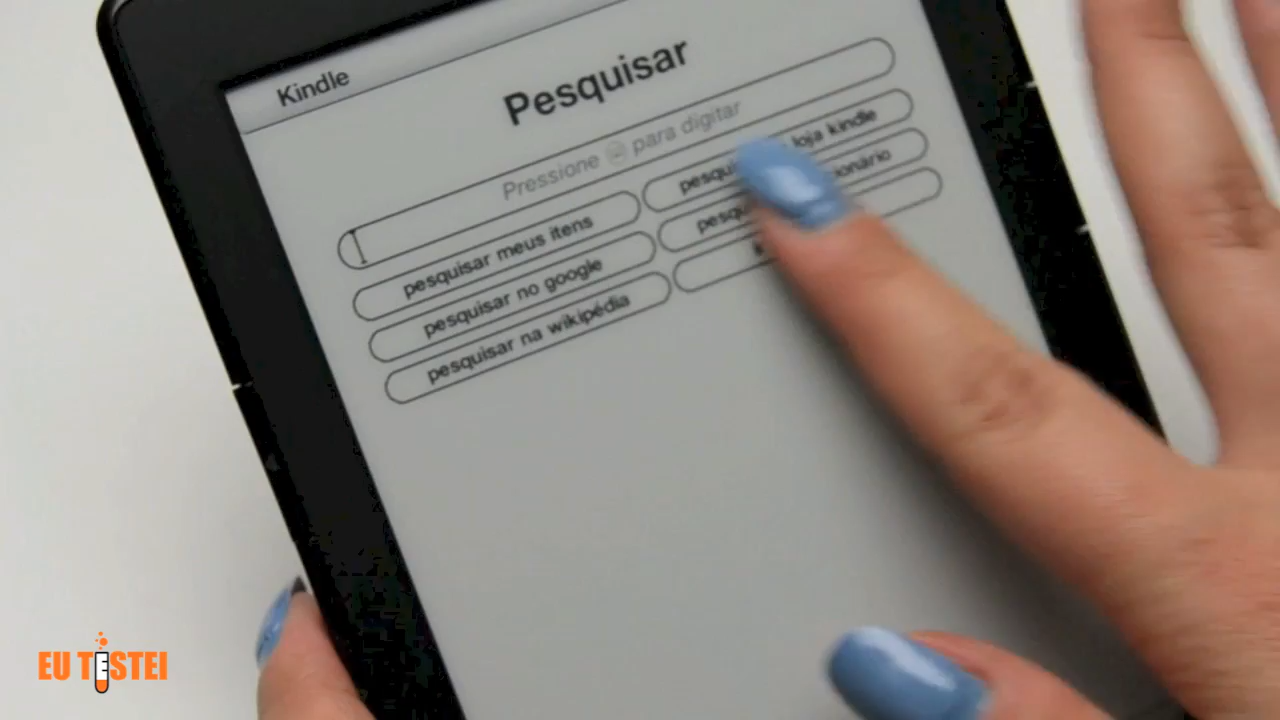 Kindle
Pesquisar
Pressione para digitar
pesquisar meus itens
loja kindle
pesquisar no google
pesquisar na wikipédia
EU TESTEI